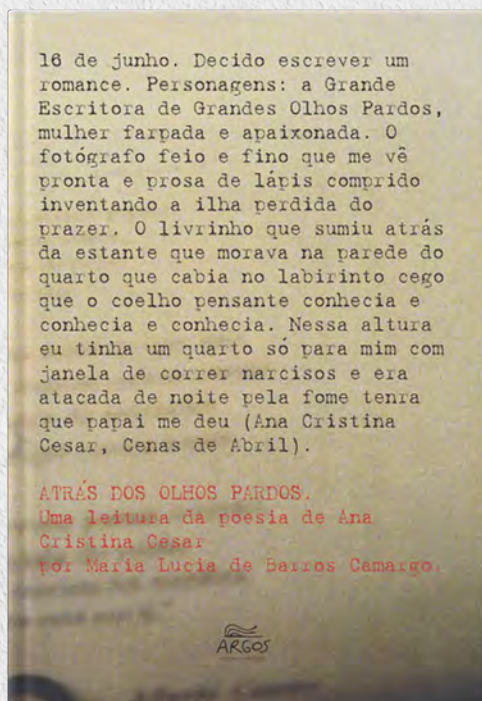 16 de junho. Decido escrever um
romance. Personagens: a Grande
Escritora de Grandes Olhos Pardos,
mulher farpada e apaixonada. O
fotógrafo feio e fino que me vê
pronta e prosa de lápis comprido
inventando a ilha perdida do
prazer. O livrinho que sumiu atrás
da estante que morava na parede do
quarto que cabia no labirinto cego
que o coelho pensante conhecia e
conhecia e conhecia. Nessa altura
eu tinha um quarto só para mim com
janela de correr narcisos e era
atacada de noite pela fome tenra
que papai me deu (Ana Cristina
Cesar, Cenas de Abril).
ATRÁS DOS OLHOS PARDOS.
Uma leitura da poesia de Ana
Cristina Cesar
por Maria Lucia de Barros Camargo.
ARGOS